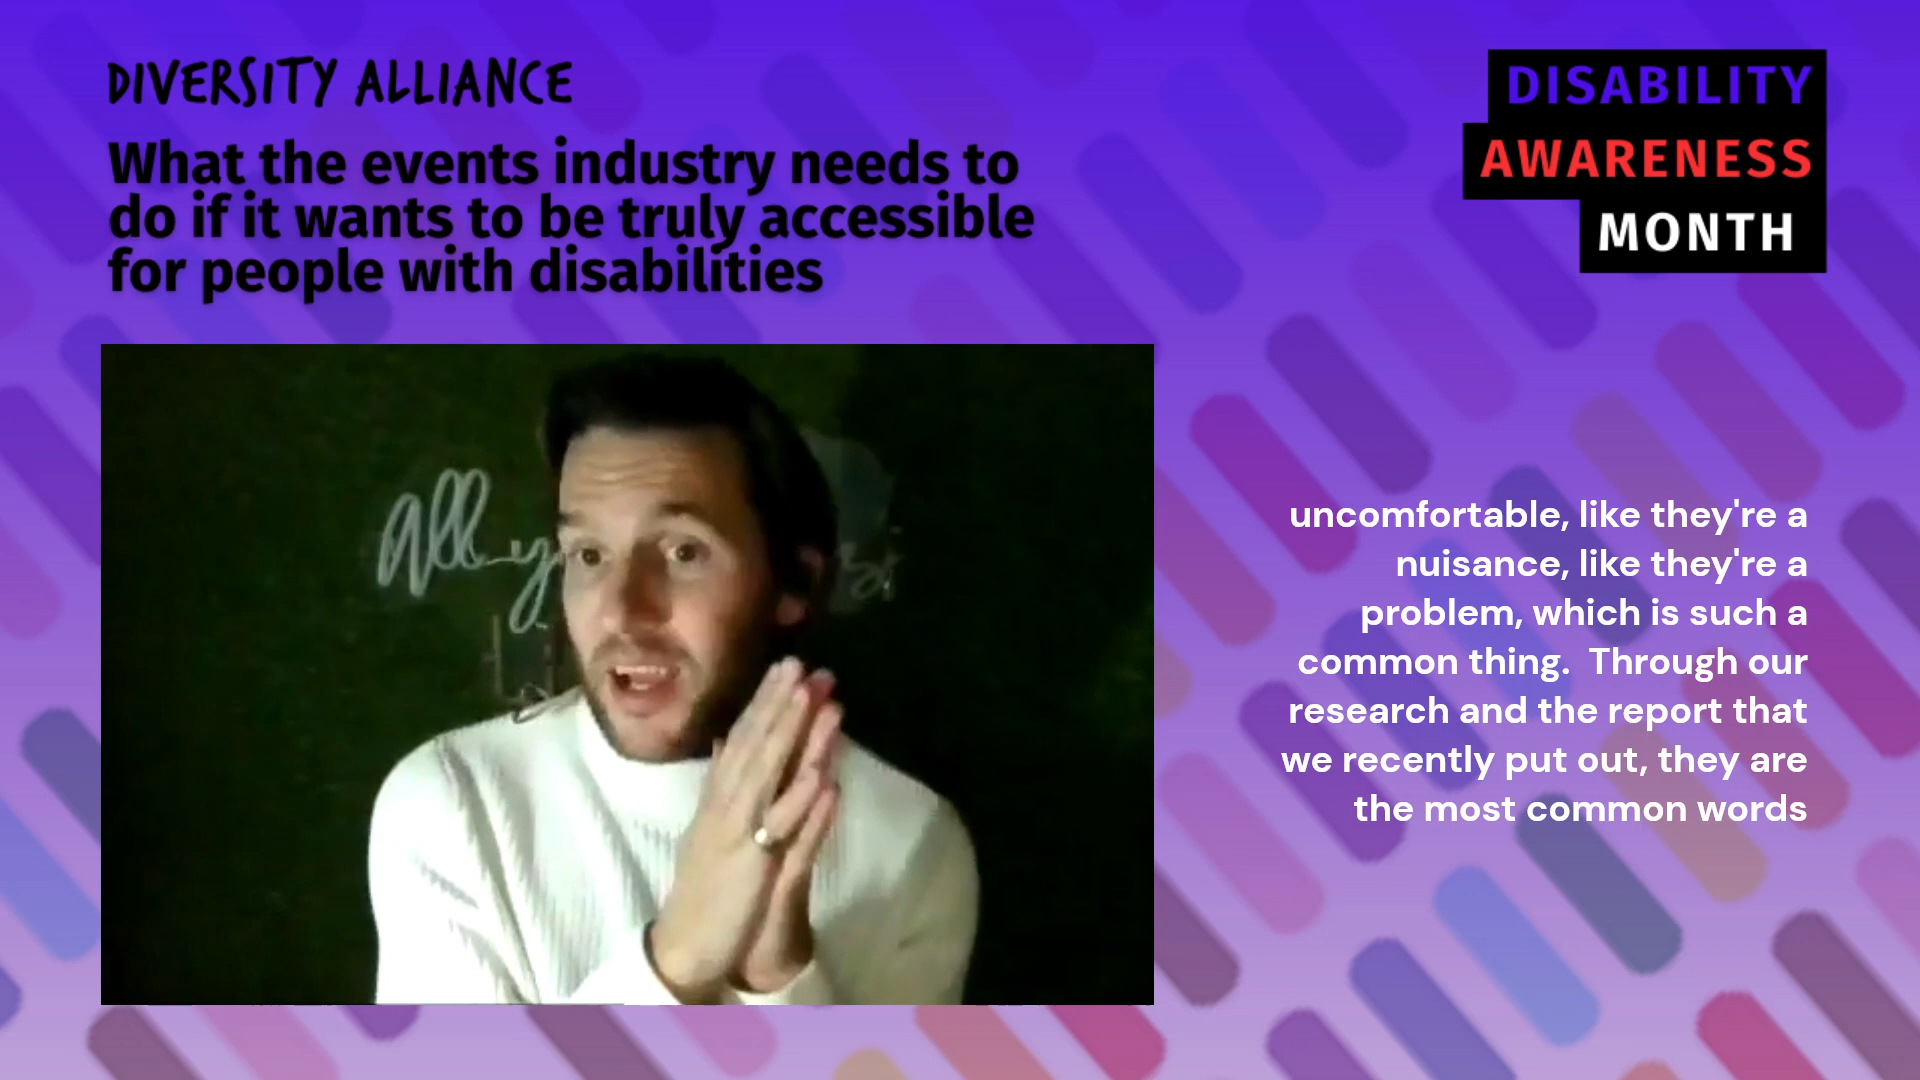 DIVERSITY ALLIANCE
What the events industry needs to
do if it wants to be truly accessible
for people with disabilities
DISABILITY
AWARENESS
MONTH
uncomfortable, like they're a
nuisance, like they're a
problem, which is such a
common thing.  Through our
research and the report that
we recently put out, they are
the most common words